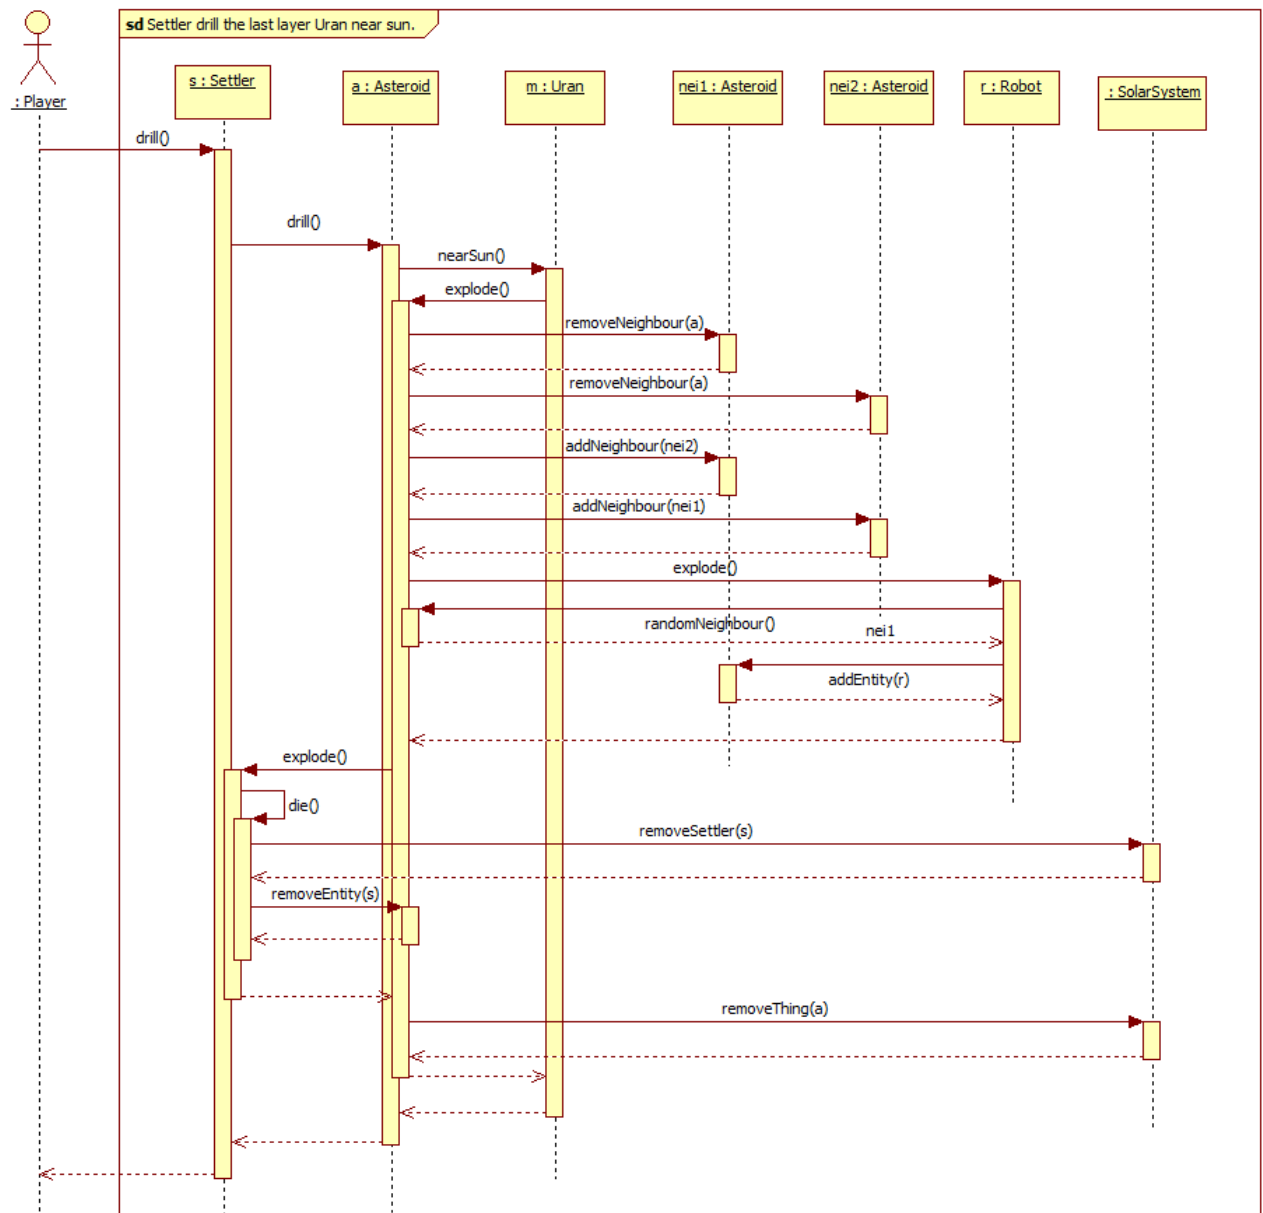 sd Settler drill the last layer Uran near sun.
: Player
s : Settler
a : Asteroid
m : Uran
nei1 : Asteroid
nei2 : Asteroid
r : Robot
: SolarSystem
drill()
drill()
nearSun()
explode()
removeNeighbour(a)
removeNeighbour(a)
addNeighbour(nei2)
addNeighbour(nei1)
explode()
randomNeighbour()
nei1
addEntity(r)
explode()
die()
removeSettler(s)
removeEntity(s)
removeThing(a)